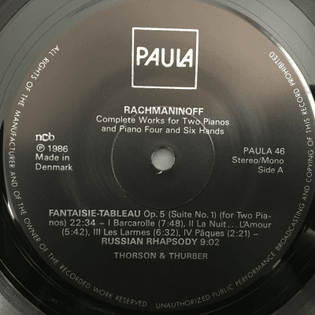 PAULA
RACHMANINOFF
Complete Works for Two Pianos
and Piano Four and Six Hands
ncb
℗ 1986
Made in
Denmark
PAULA 46
Stereo/Mono
Side A
FANTAISIE-TABLEAU Op. 5 (Suite No. 1) (for Two Pia-
nos) 22:34 – I Barcarolle (7:48), II La Nuit... L'Amour
(5:42), III Les Larmes (6:32), IV Pâques (2:21) –
RUSSIAN RHAPSODY 9:02
THORSON & THURBER
ALL RIGHTS OF THE MANUFACTURER AND OF THE OWNER OF THE RECORDED WORK RESERVED · UNAUTHORIZED PUBLIC PERFORMANCE BROADCASTING AND COPYING OF THIS RECORD PROHIBITED